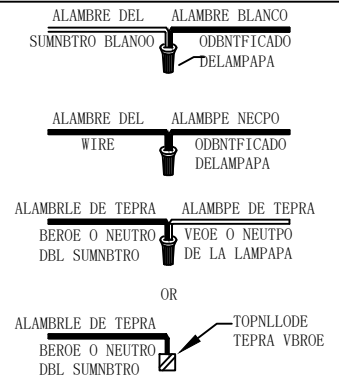 ALAMBRE DEL ALAMBRE BLANCO
SUMNBTRO BLANOO ODBNTFICADO
DELAMPAPA
ALAMBRE DEL ALAMBPE NECPO
WIRE ODBNTFICADO
DELAMPAPA
ALAMBRLE DE TEPRA ALAMBPE DE TEPRA
BEROE O NEUTRO VEOE O NEUTPO
DBL SUMNBTRO DE LA LAMPAPA
OR
ALAMBRLE DE TEPRA TOPNLLODE
TEPRA VBROE
BEROE O NEUTRO
DBL SUMNBTRO